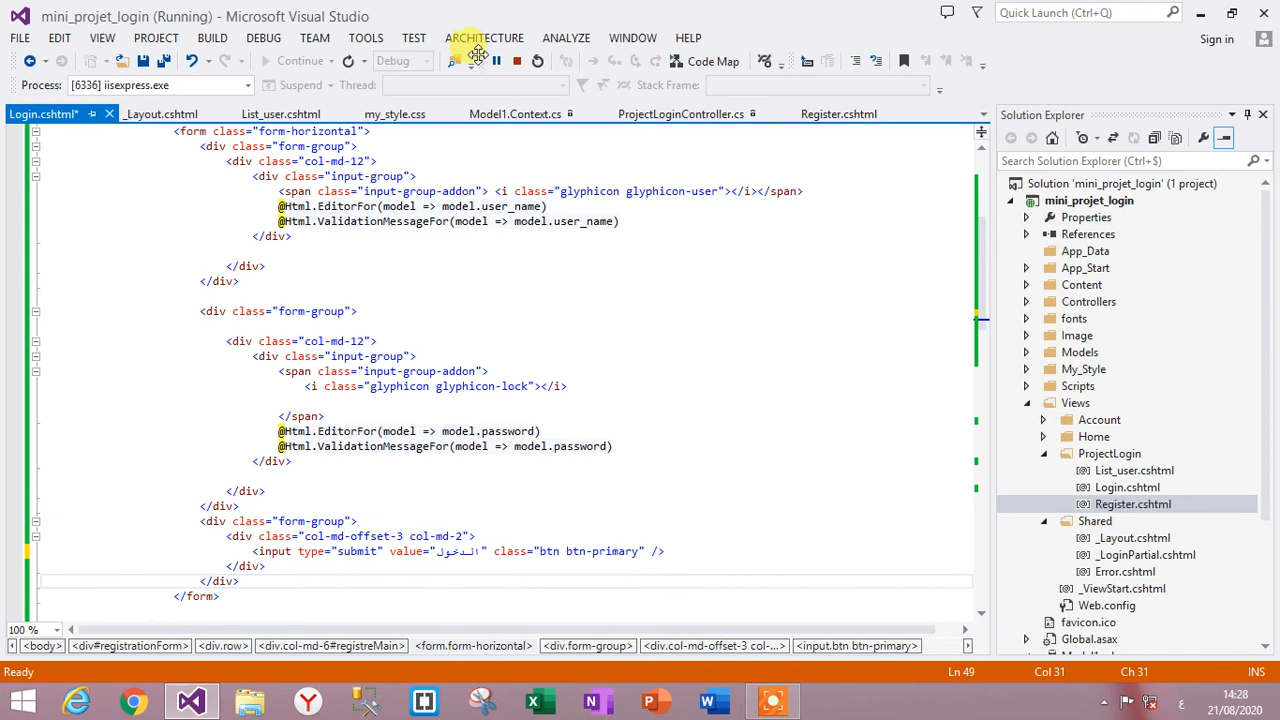 mini_projet_login (Running) - Microsoft Visual Studio
Quick Launch (Ctrl+Q)
FILE EDIT VIEW PROJECT BUILD DEBUG TEAM TOOLS TEST ARCHITECTURE ANALYZE WINDOW HELP
Sign in
Continue Debug Code Map
Process: [6336] iisexpress.exe Suspend Thread: Stack Frame:
Login.cshtml* _Layout.cshtml List_user.cshtml my_style.css Model1.Context.cs ProjectLoginController.cs Register.cshtml
<form class="form-horizontal">
<div class="form-group">
<div class="col-md-12">
<div class="input-group">
<span class="input-group-addon"> <i class="glyphicon glyphicon-user"></i></span>
@Html.EditorFor(model => model.user_name)
@Html.ValidationMessageFor(model => model.user_name)
</div>
</div>
</div>
<div class="form-group">
<div class="col-md-12">
<div class="input-group">
<span class="input-group-addon">
<i class="glyphicon glyphicon-lock"></i>
</span>
@Html.EditorFor(model => model.password)
@Html.ValidationMessageFor(model => model.password)
</div>
</div>
</div>
<div class="form-group">
<div class="col-md-offset-3 col-md-2">
<input type="submit" value="الدخول" class="btn btn-primary" />
</div>
</div>
</form>
100 %
<body> <div#registrationForm> <div.row> <div.col-md-6#registreMain> <form.form-horizontal> <div.form-group> <div.col-md-offset-3 col-...> <input.btn btn-primary>
Solution Explorer
Search Solution Explorer (Ctrl+$)
Solution 'mini_projet_login' (1 project)
mini_projet_login
Properties
References
App_Data
App_Start
Content
Controllers
fonts
Image
Models
My_Style
Scripts
Views
Account
Home
ProjectLogin
List_user.cshtml
Login.cshtml
Register.cshtml
Shared
_Layout.cshtml
_LoginPartial.cshtml
Error.cshtml
_ViewStart.cshtml
Web.config
favicon.ico
Global.asax
Ready Ln 49 Col 31 Ch 31 INS
ع
14:28
21/08/2020